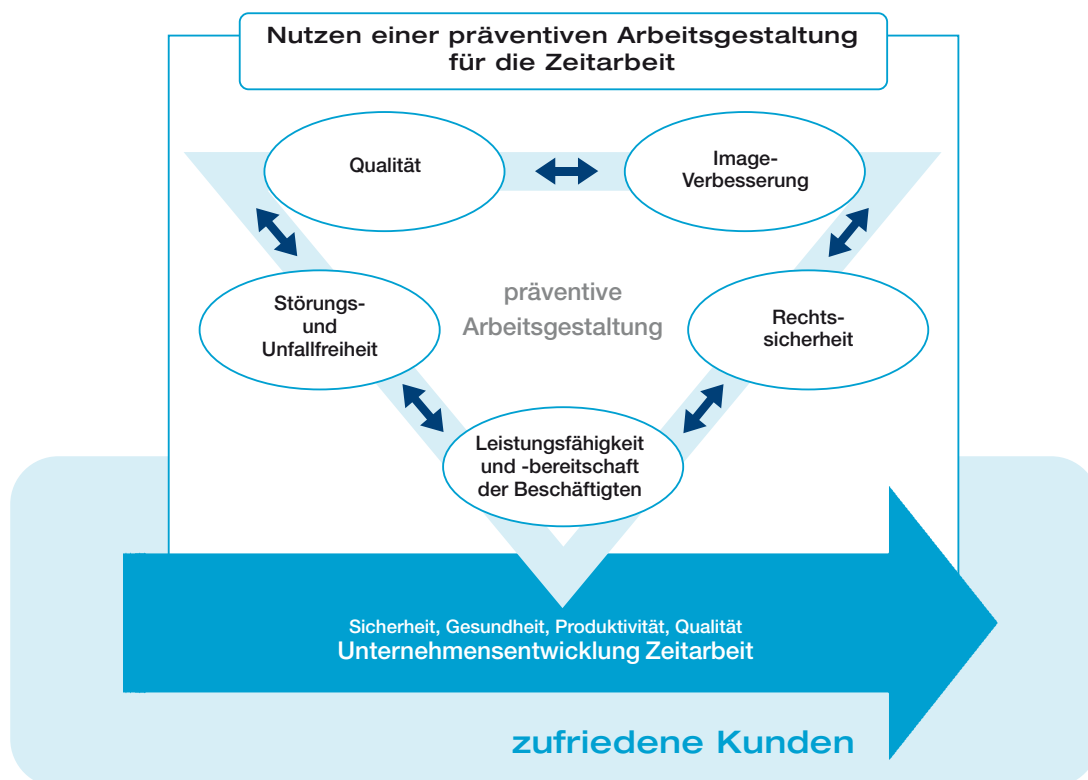 Nutzen einer präventiven Arbeitsgestaltung
für die Zeitarbeit
Qualität
Image-
Verbesserung
Störungs-
und
Unfallfreiheit
präventive
Arbeitsgestaltung
Rechts-
sicherheit
Leistungsfähigkeit
und -bereitschaft
der Beschäftigten
Sicherheit, Gesundheit, Produktivität, Qualität
Unternehmensentwicklung Zeitarbeit
zufriedene Kunden